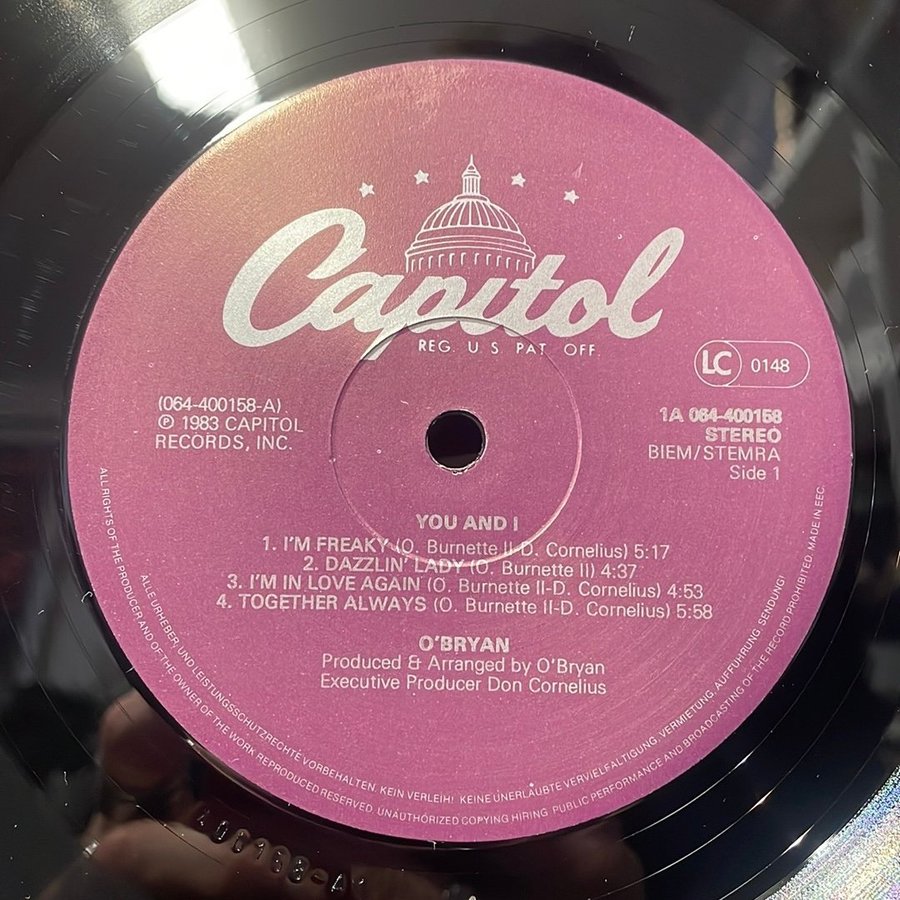 Capitol
REG. U.S. PAT. OFF.
LC 0148
(064-400158-A)
℗ 1983 CAPITOL
RECORDS, INC.
1A 064-400158
STEREO
BIEM/STEMRA
Side 1
YOU AND I
1. I'M FREAKY (O. Burnette II-D. Cornelius) 5:17
2. DAZZLIN' LADY (O. Burnette II) 4:37
3. I'M IN LOVE AGAIN (O. Burnette II-D. Cornelius) 4:53
4. TOGETHER ALWAYS (O. Burnette II-D. Cornelius) 5:58
O'BRYAN
Produced & Arranged by O'Bryan
Executive Producer Don Cornelius
ALLE URHEBER- UND LEISTUNGSSCHUTZRECHTE VORBEHALTEN. KEIN VERLEIH! KEINE UNERLAUBTE VERVIELFÄLTIGUNG, VERMIETUNG, AUFFÜHRUNG, SENDUNG!
ALL RIGHTS OF THE PRODUCER AND OF THE OWNER OF THE WORK REPRODUCED RESERVED. UNAUTHORIZED COPYING HIRING PUBLIC PERFORMANCE AND BROADCASTING OF THE RECORD PROHIBITED. MADE IN EEC.
400158-A